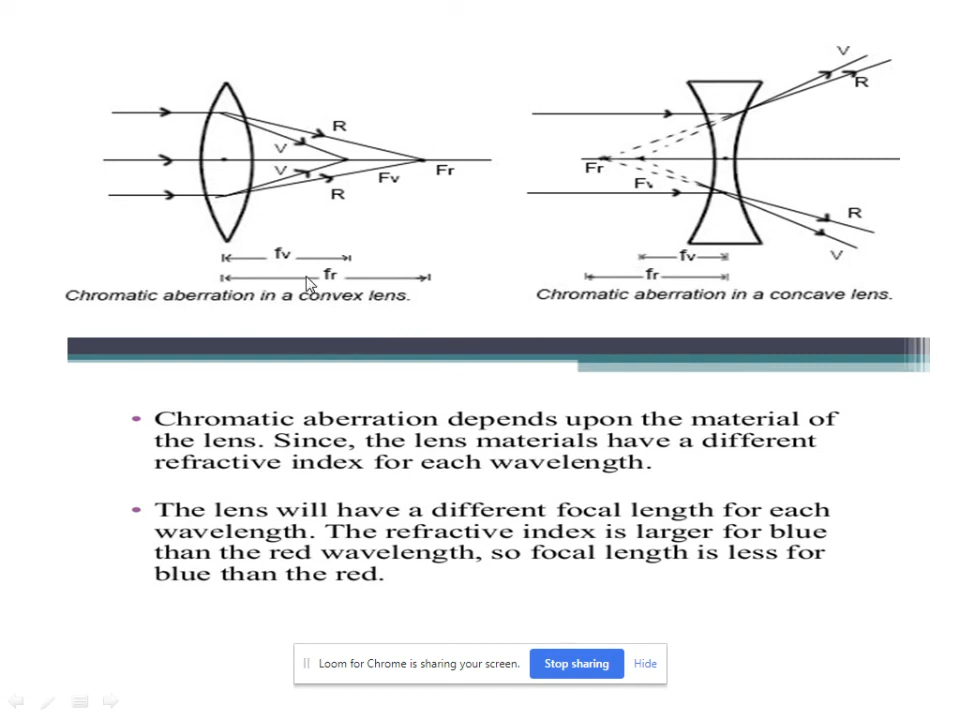 V
R
R
V
V
R
Fv
Fr
fv
fr
Chromatic aberration in a convex lens.
Fr
Fv
R
V
fv
fr
Chromatic aberration in a concave lens.
• Chromatic aberration depends upon the material of
the lens. Since, the lens materials have a different
refractive index for each wavelength.
• The lens will have a different focal length for each
wavelength. The refractive index is larger for blue
than the red wavelength, so focal length is less for
blue than the red.
Loom for Chrome is sharing your screen. Stop sharing Hide